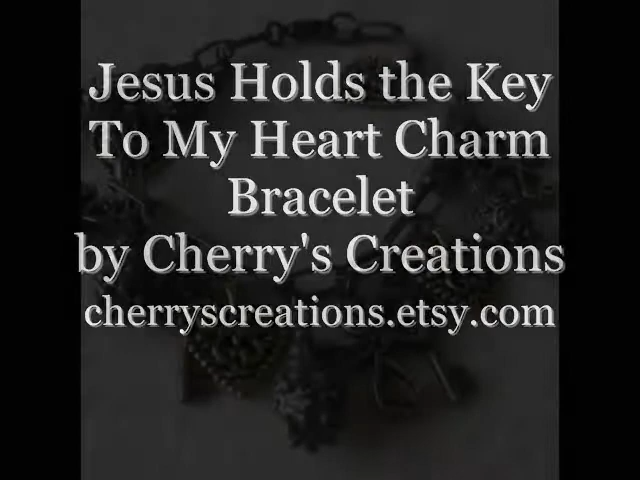 Jesus Holds the Key
To My Heart Charm
Bracelet
by Cherry's Creations
cherryscreations.etsy.com